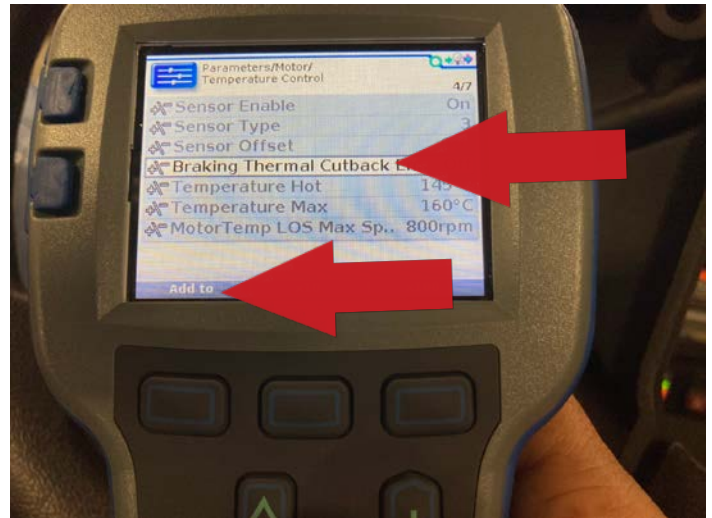 Parameters/Motor/
Temperature Control
4/7
Sensor Enable On
Sensor Type 3
Sensor Offset
Braking Thermal Cutback
Temperature Hot
Temperature Max 160°C
MotorTemp LOS Max Sp.. 800rpm
Add to